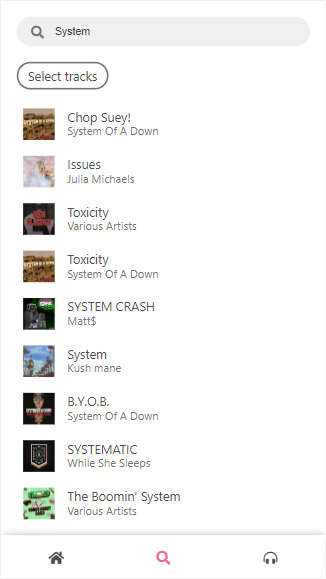 System
Select tracks
Chop Suey!
System Of A Down
Issues
Julia Michaels
Toxicity
Various Artists
Toxicity
System Of A Down
SYSTEM CRASH
Matt$
System
Kush mane
B.Y.O.B.
System Of A Down
SYSTEMATIC
While She Sleeps
The Boomin' System
Various Artists